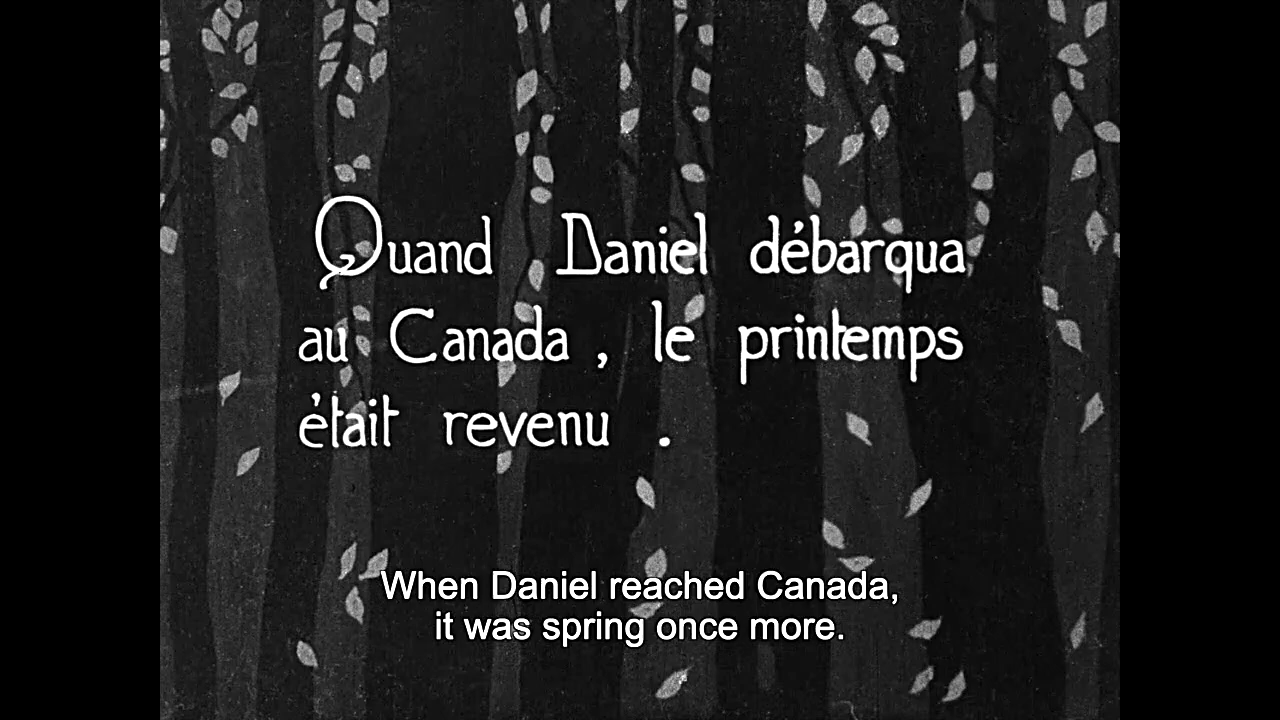 Quand Daniel débarqua
au Canada , le printemps
était revenu .
When Daniel reached Canada,
it was spring once more.